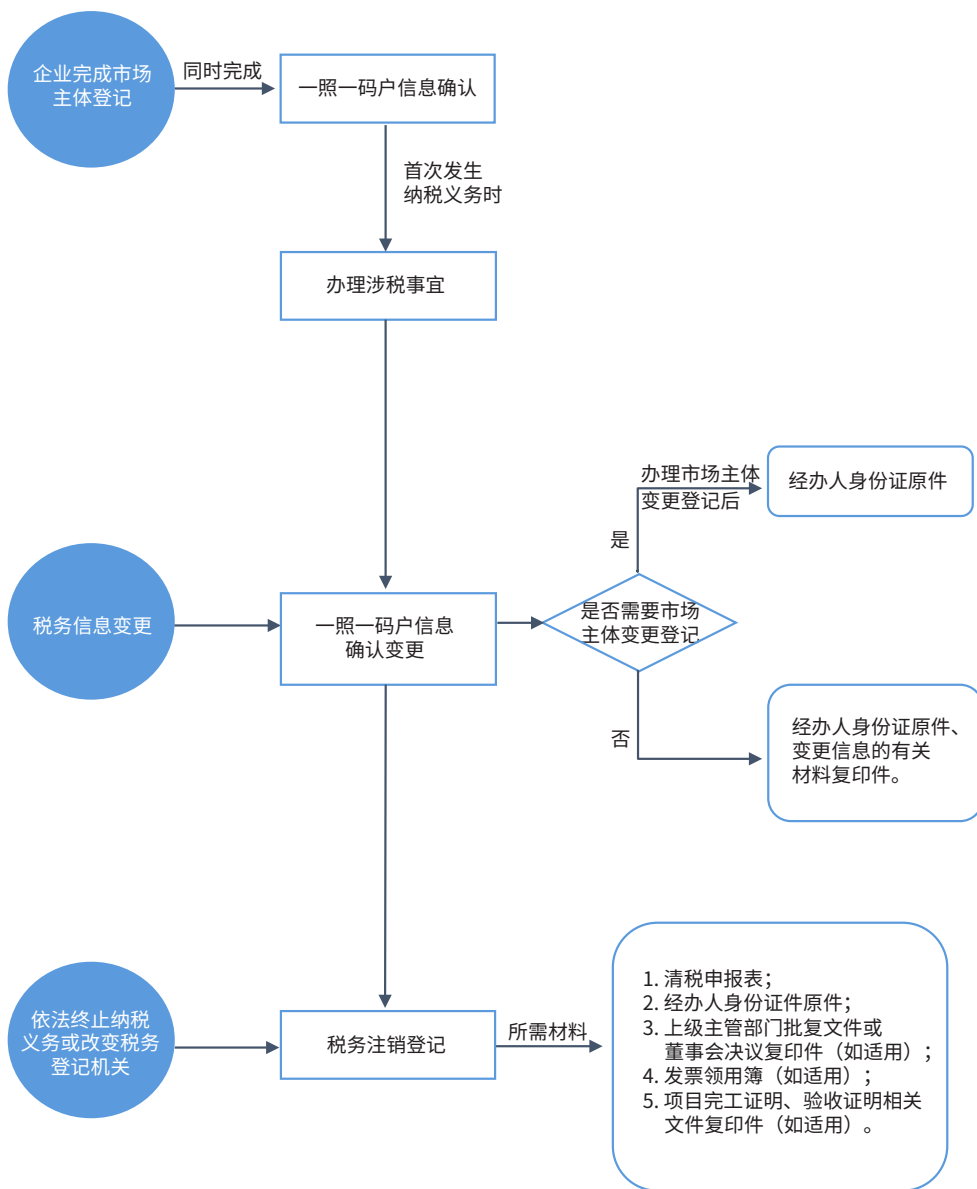 企业完成市场
主体登记
同时完成
一照一码户信息确认
首次发生
纳税义务时
办理涉税事宜
办理市场主体
变更登记后
经办人身份证原件
是
税务信息变更
一照一码户信息
确认变更
是否需要市场
主体变更登记
否
经办人身份证原件、
变更信息的有关
材料复印件。
依法终止纳税
义务或改变税务
登记机关
税务注销登记
所需材料
1. 清税申报表；
2. 经办人身份证件原件；
3. 上级主管部门批复文件或
董事会决议复印件（如适用）；
4. 发票领用簿（如适用）；
5. 项目完工证明、验收证明相关
文件复印件（如适用）。